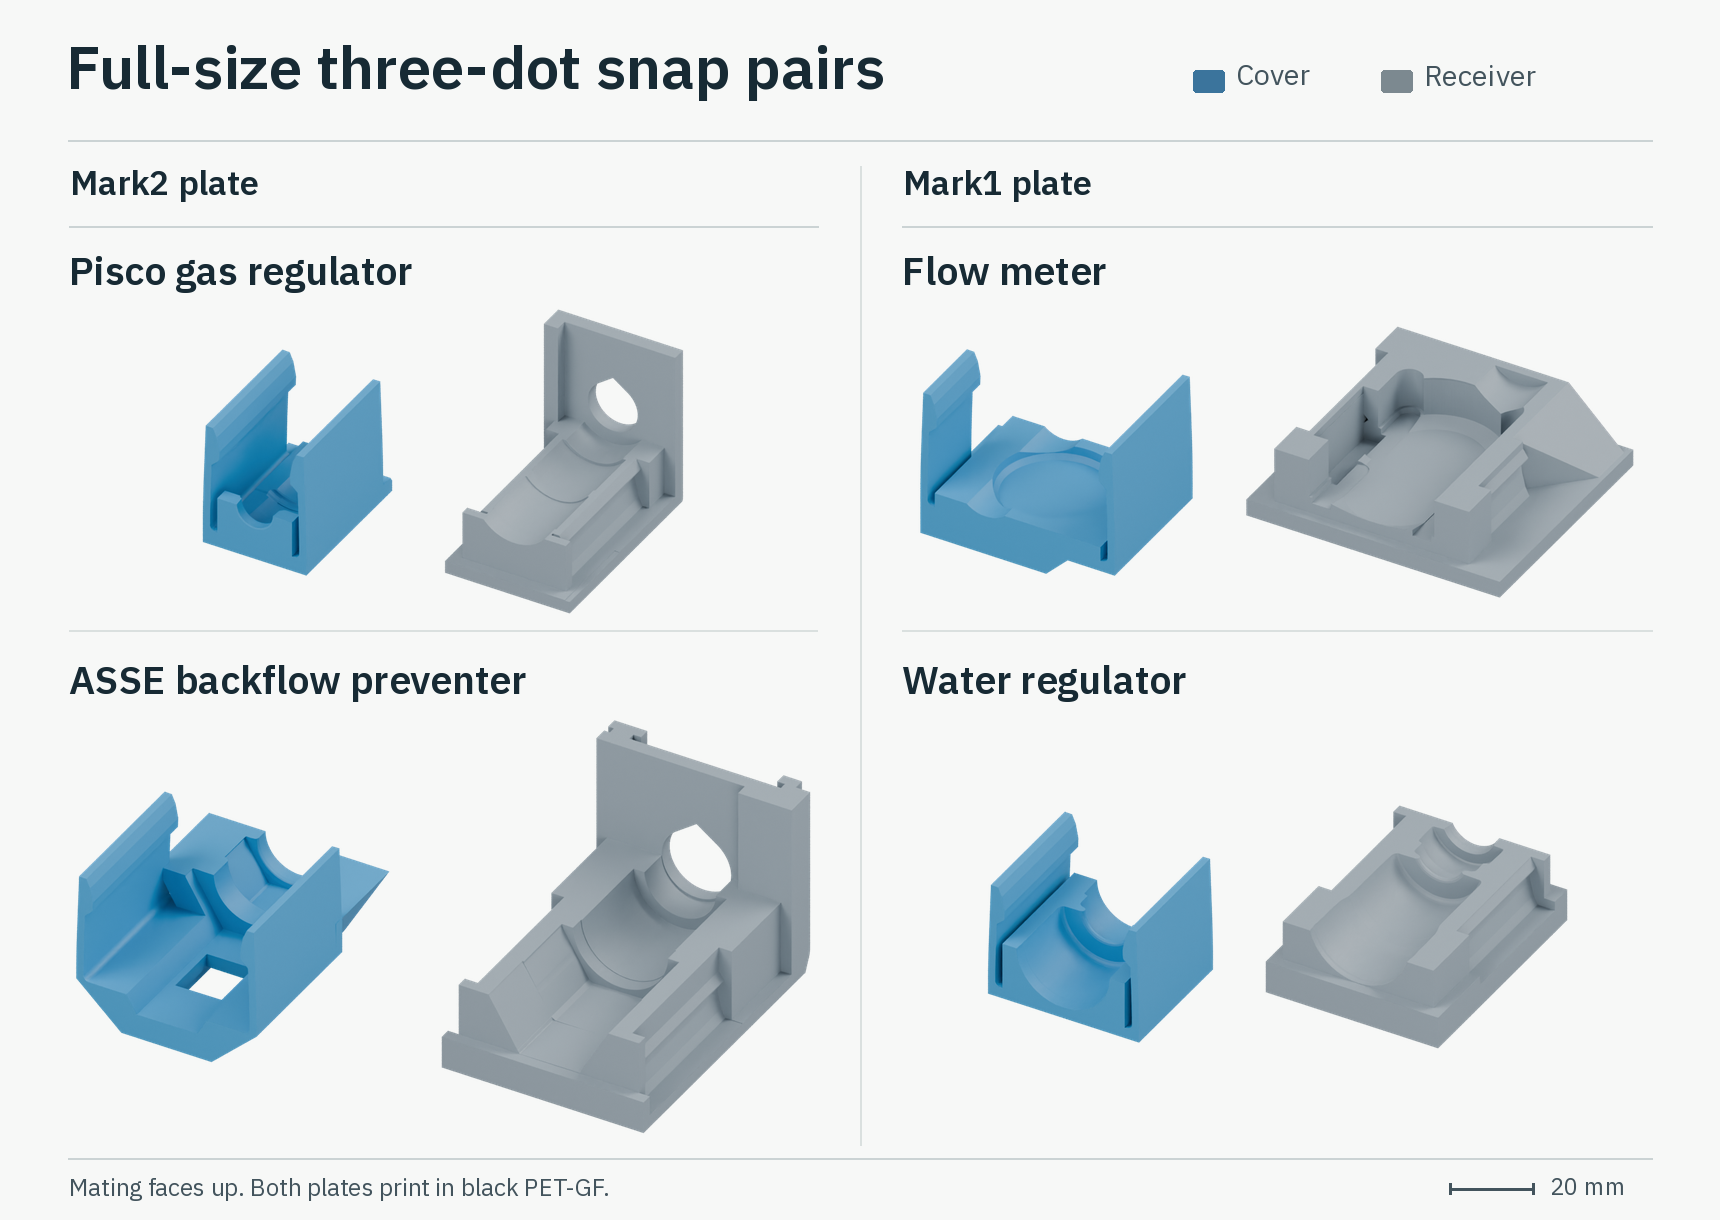 Full-size three-dot snap pairs
Cover
Receiver
Mark2 plate
Mark1 plate
Pisco gas regulator
Flow meter
ASSE backflow preventer
Water regulator
Mating faces up. Both plates print in black PET-GF.
20 mm